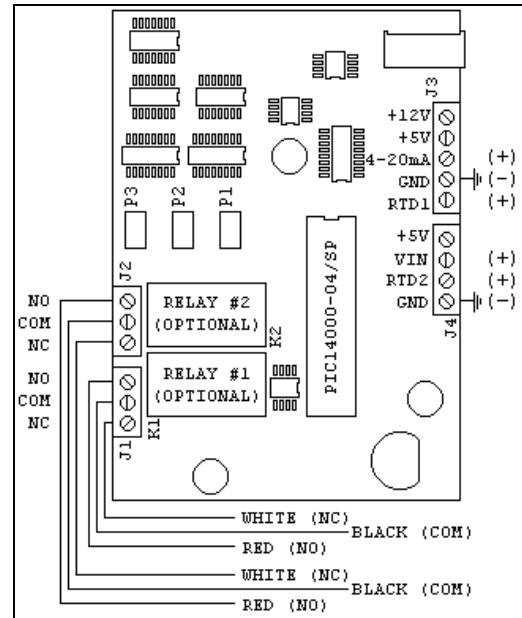 J3
+12V
+5V
4-20mA (+)
GND (-)
RTD1 (+)
P3 P2 P1
+5V
VIN (+)
RTD2 (+)
GND (-)
J4
PIC14000-04/SP
J2
NO
COM
NC
RELAY #2
(OPTIONAL)
K2
NO
COM
NC
RELAY #1
(OPTIONAL)
J1
K1
WHITE (NC)
BLACK (COM)
RED (NO)
WHITE (NC)
BLACK (COM)
RED (NO)